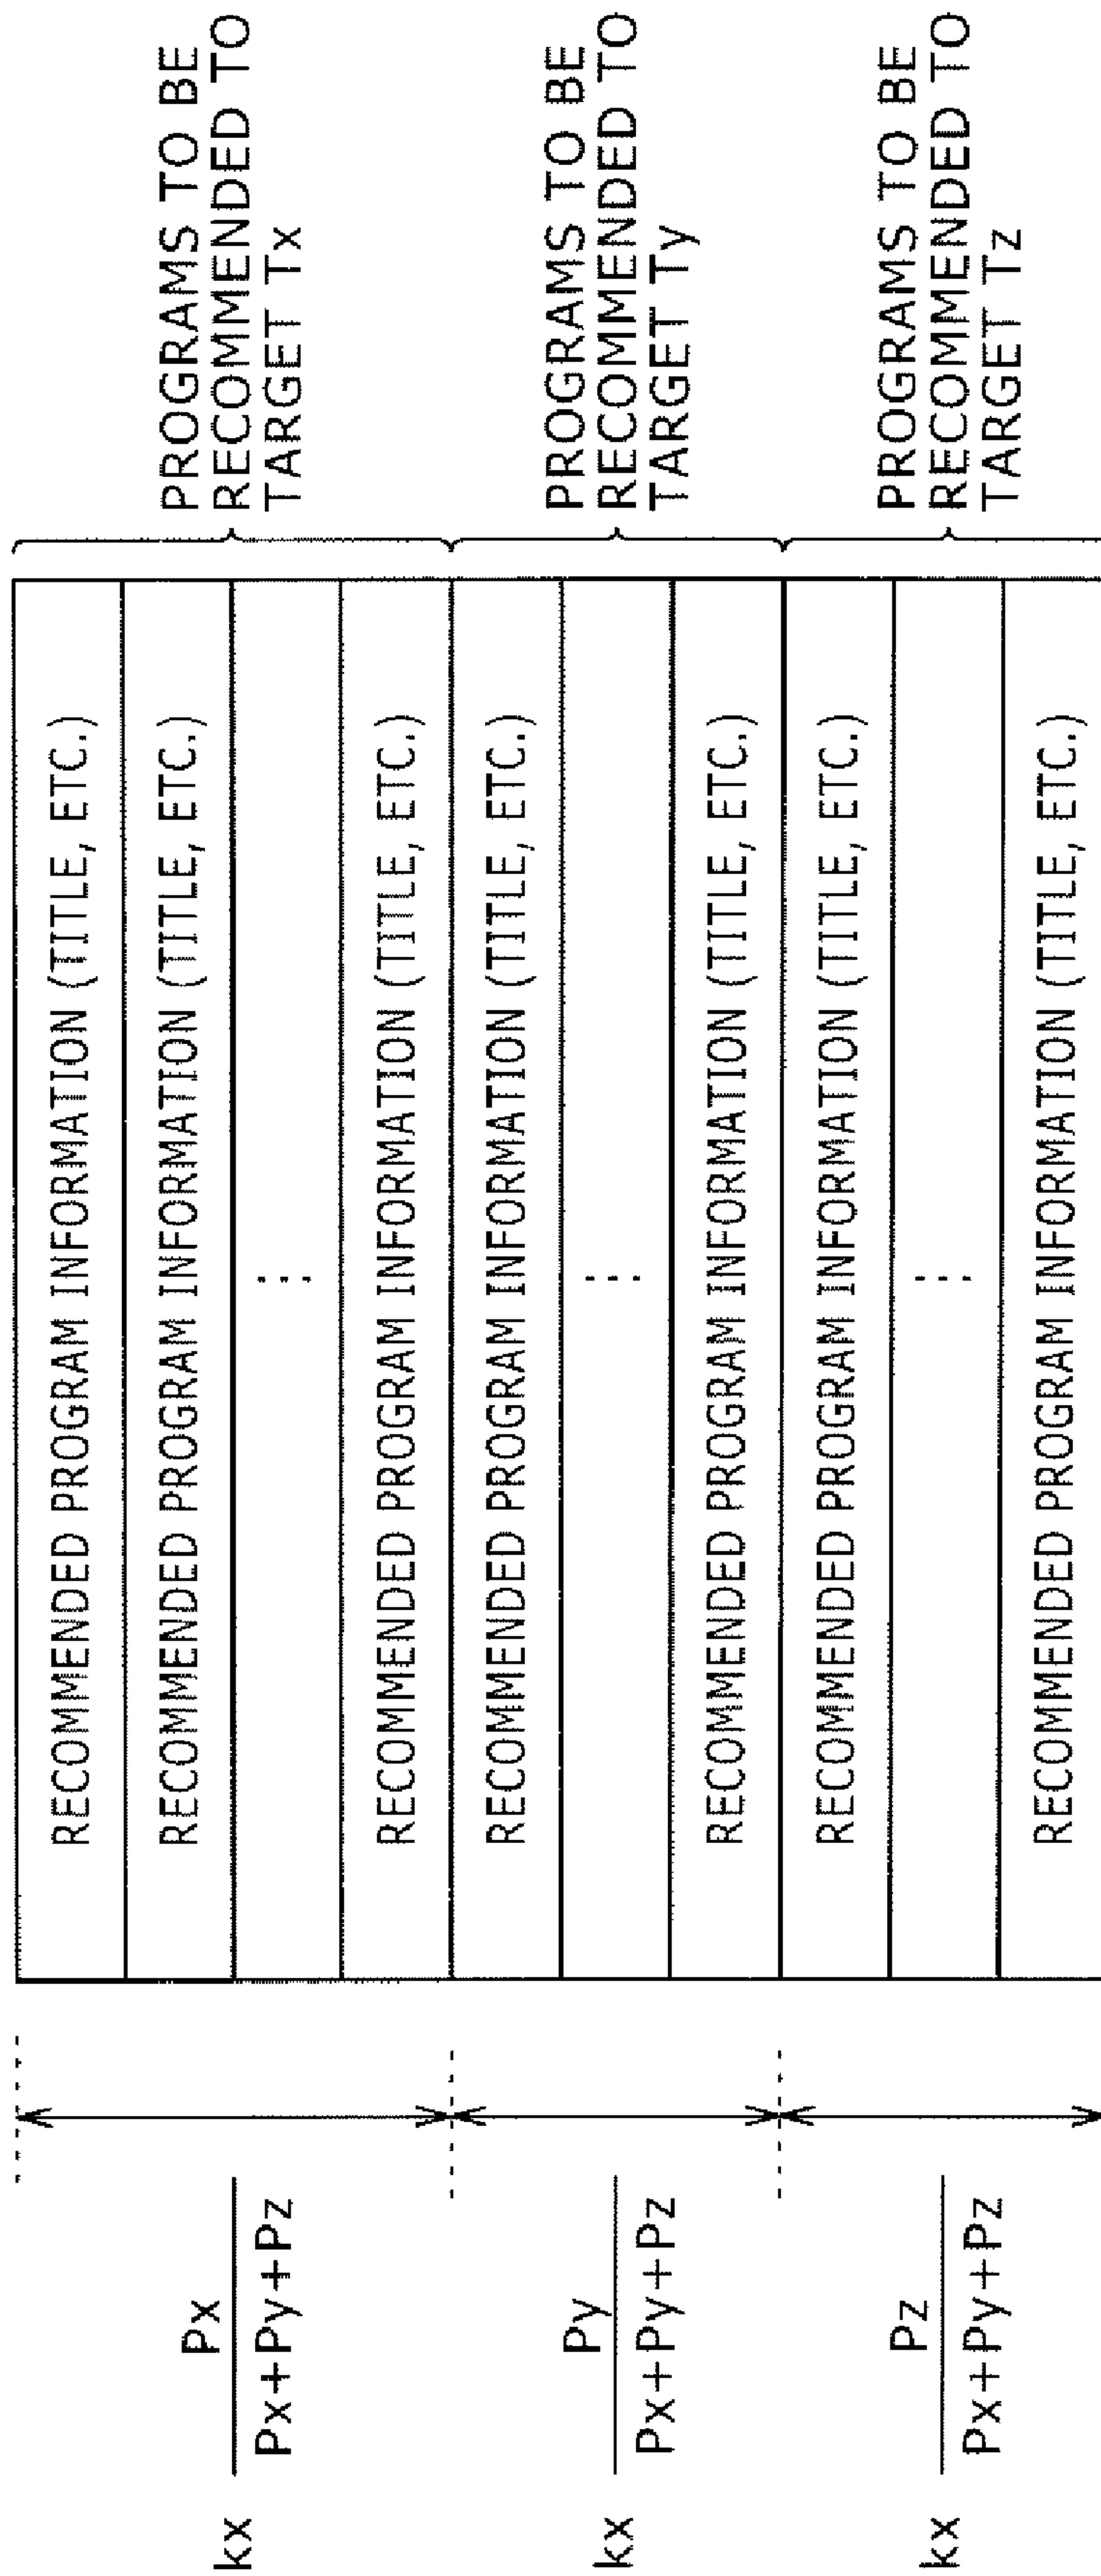 kx Px
Px+Py+Pz
RECOMMENDED PROGRAM INFORMATION (TITLE, ETC.)
RECOMMENDED PROGRAM INFORMATION (TITLE, ETC.)
⋮
RECOMMENDED PROGRAM INFORMATION (TITLE, ETC.)
PROGRAMS TO BE
RECOMMENDED TO
TARGET Tx
kx Py
Px+Py+Pz
RECOMMENDED PROGRAM INFORMATION (TITLE, ETC.)
⋮
RECOMMENDED PROGRAM INFORMATION (TITLE, ETC.)
PROGRAMS TO BE
RECOMMENDED TO
TARGET Ty
kx Pz
Px+Py+Pz
RECOMMENDED PROGRAM INFORMATION (TITLE, ETC.)
⋮
RECOMMENDED PROGRAM INFORMATION (TITLE, ETC.)
PROGRAMS TO BE
RECOMMENDED TO
TARGET Tz